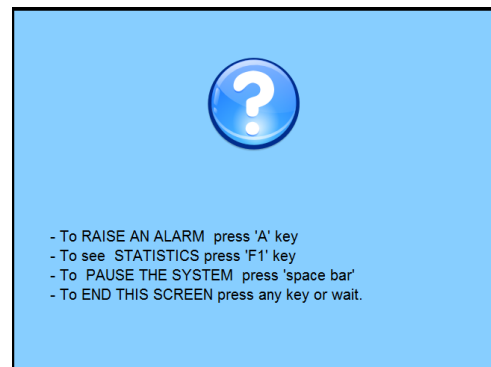 ?
- To RAISE AN ALARM  press 'A' key
- To see  STATISTICS press 'F1' key
- To  PAUSE THE SYSTEM  press 'space bar'
- To END THIS SCREEN press any key or wait.